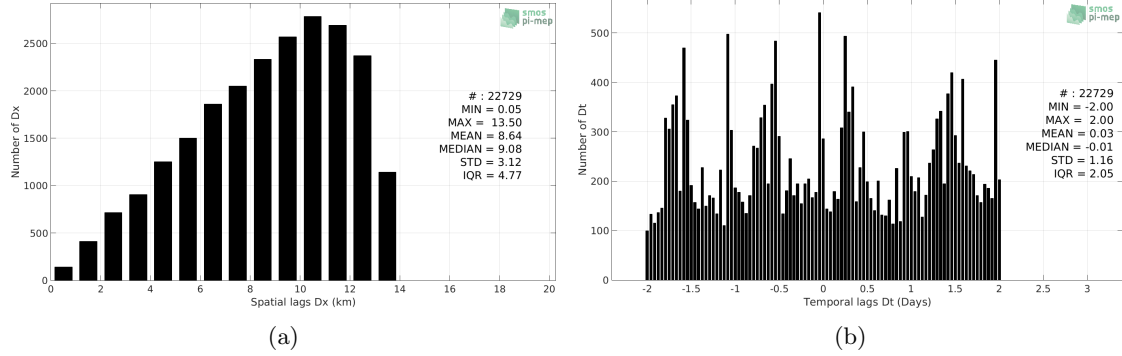 smos
pi-mep
2500
2000
1500
1000
500
0
Number of Dx
# : 22729
MIN = 0.05
MAX = 13.50
MEAN = 8.64
MEDIAN = 9.08
STD = 3.12
IQR = 4.77
0 2 4 6 8 10 12 14 16 18 20
Spatial lags Dx (km)
(a)
smos
pi-mep
500
400
300
200
100
0
Number of Dt
# : 22729
MIN = -2.00
MAX = 2.00
MEAN = 0.03
MEDIAN = -0.01
STD = 1.16
IQR = 2.05
-2 -1.5 -1 -0.5 0 0.5 1 1.5 2 2.5 3
Temporal lags Dt (Days)
(b)